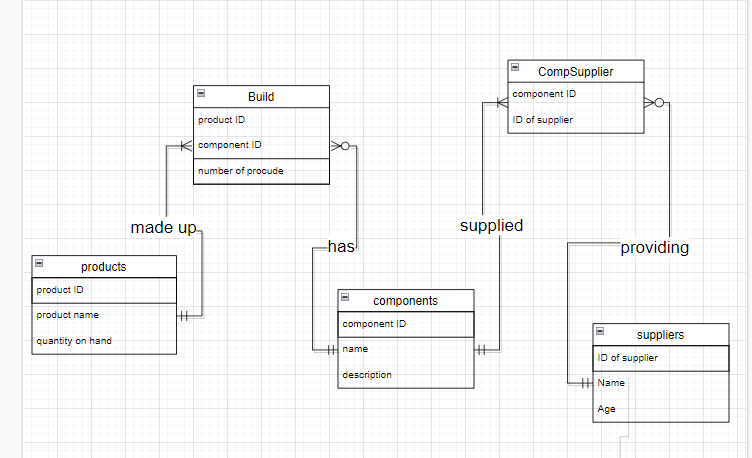 CompSupplier
component ID
ID of supplier
Build
product ID
component ID
number of procude
made up
supplied
has
providing
products
product ID
product name
quantity on hand
components
component ID
name
description
suppliers
ID of supplier
Name
Age